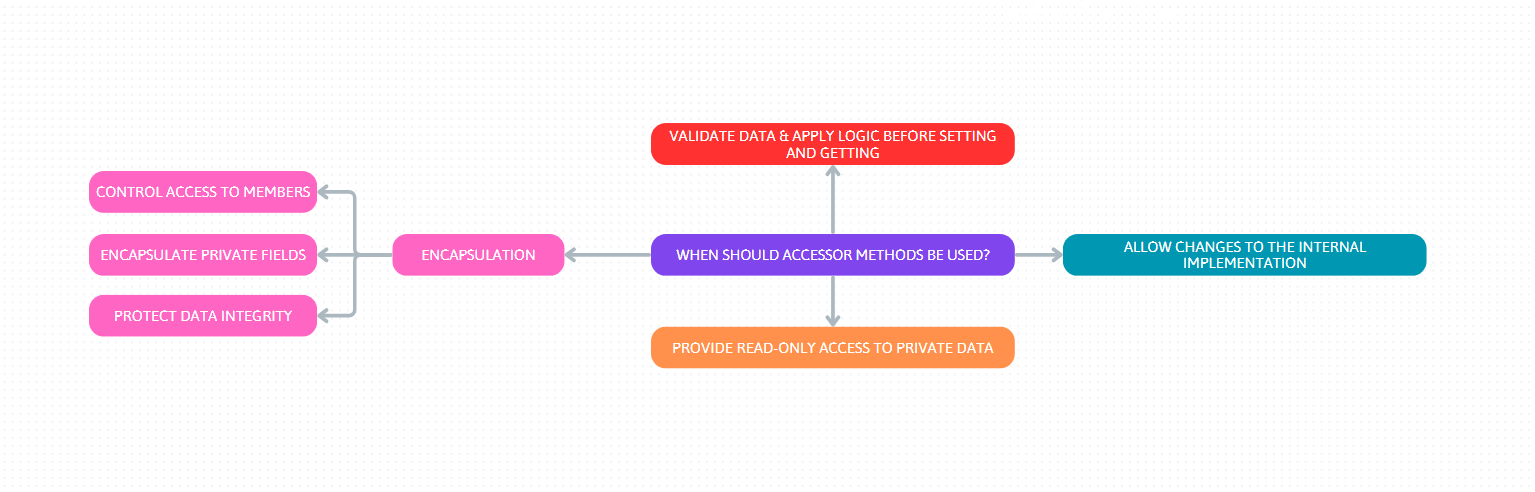 VALIDATE DATA & APPLY LOGIC BEFORE SETTING
AND GETTING
CONTROL ACCESS TO MEMBERS
ENCAPSULATE PRIVATE FIELDS
PROTECT DATA INTEGRITY
ENCAPSULATION
WHEN SHOULD ACCESSOR METHODS BE USED?
ALLOW CHANGES TO THE INTERNAL
IMPLEMENTATION
PROVIDE READ-ONLY ACCESS TO PRIVATE DATA